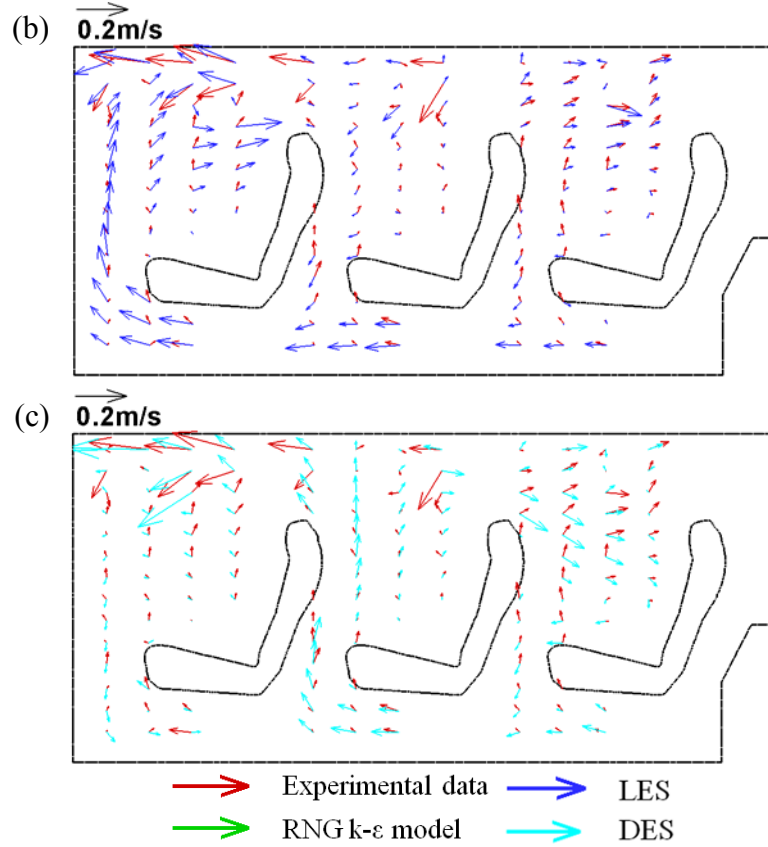 (b)
0.2m/s
(c)
0.2m/s
Experimental data LES
RNG k-ε model DES